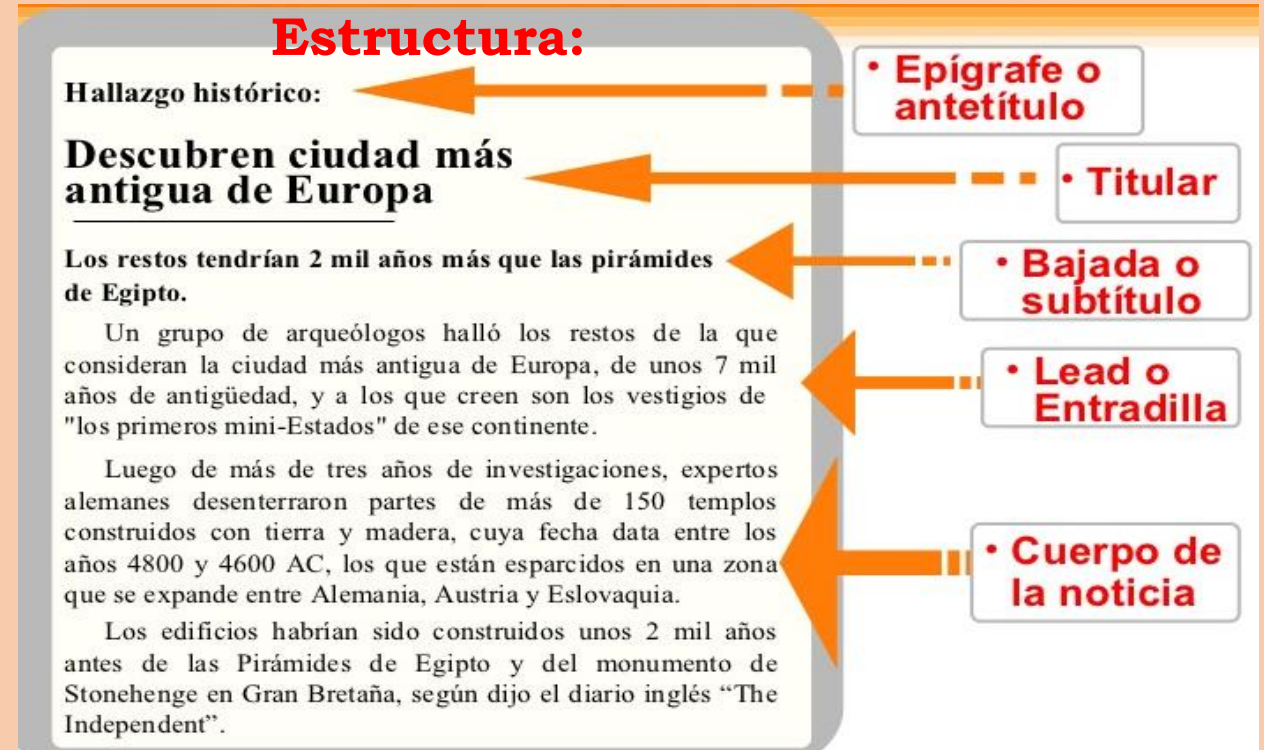 Estructura:
Hallazgo histórico:
Descubren ciudad más
antigua de Europa
Los restos tendrían 2 mil años más que las pirámides
de Egipto.
Un grupo de arqueólogos halló los restos de la que
consideran la ciudad más antigua de Europa, de unos 7 mil
años de antigüedad, y a los que creen son los vestigios de
"los primeros mini-Estados" de ese continente.
Luego de más de tres años de investigaciones, expertos
alemanes desenterraron partes de más de 150 templos
construidos con tierra y madera, cuya fecha data entre los
años 4800 y 4600 AC, los que están esparcidos en una zona
que se expande entre Alemania, Austria y Eslovaquia.
Los edificios habrían sido construidos unos 2 mil años
antes de las Pirámides de Egipto y del monumento de
Stonehenge en Gran Bretaña, según dijo el diario inglés “The
Independent”.
• Epígrafe o
antetítulo
• Titular
• Bajada o
subtítulo
• Lead o
Entradilla
• Cuerpo de
la noticia